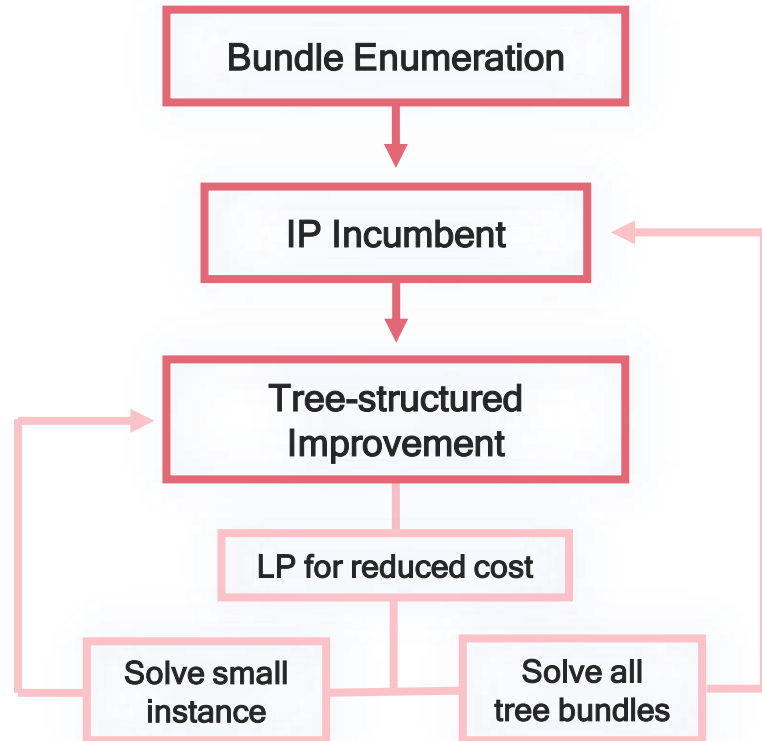 Bundle Enumeration
IP Incumbent
Tree-structured
Improvement
LP for reduced cost
Solve small
instance
Solve all
tree bundles